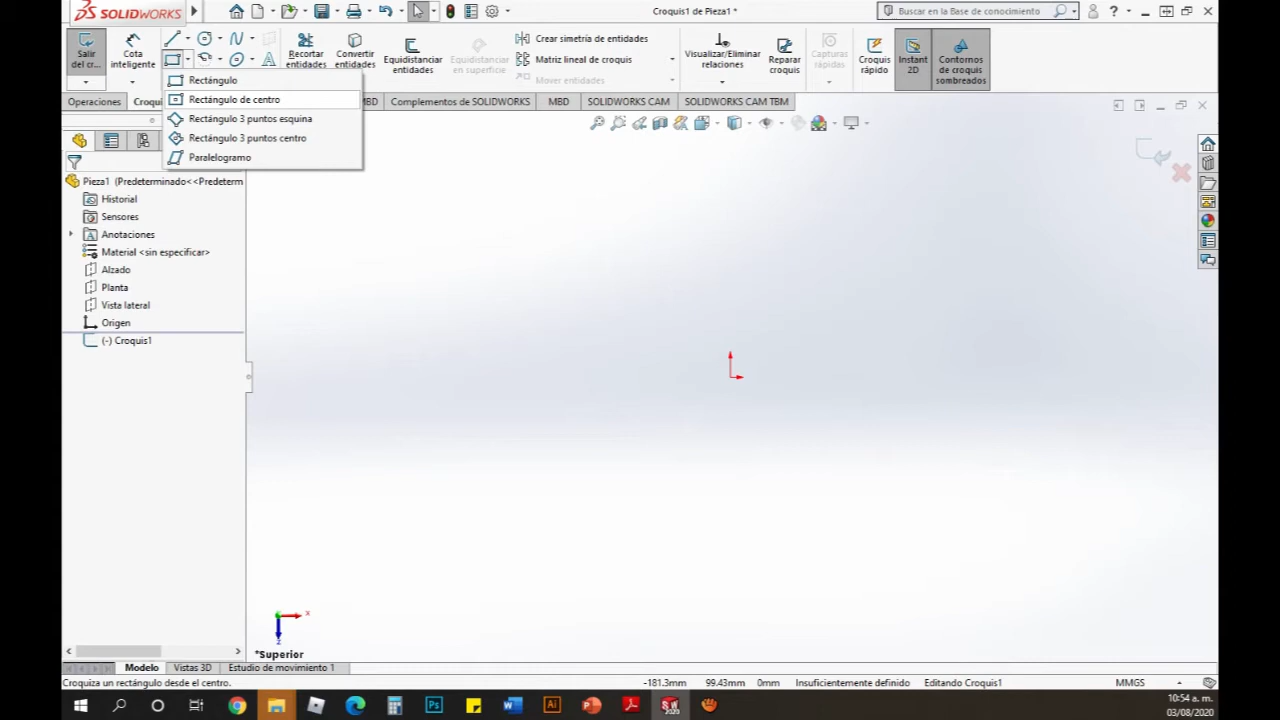 SOLIDWORKS
Croquis1 de Pieza1 *
Buscar en la Base de conocimiento
Salir del cr...
Cota inteligente
Recortar entidades
Convertir entidades
Equidistanciar entidades
Equidistanciar en superficie
Crear simetría de entidades
Matriz lineal de croquis
Mover entidades
Visualizar/Eliminar relaciones
Reparar croquis
Capturas rápidas
Croquis rápido
Instant 2D
Contornos de croquis sombreados
Rectángulo
Rectángulo de centro
Rectángulo 3 puntos esquina
Rectángulo 3 puntos centro
Paralelogramo
Operaciones
Croqui
MBD
Complementos de SOLIDWORKS
MBD
SOLIDWORKS CAM
SOLIDWORKS CAM TBM
Pieza1 (Predeterminado<<Predeterm
Historial
Sensores
Anotaciones
Material <sin especificar>
Alzado
Planta
Vista lateral
Origen
(-) Croquis1
x
z
*Superior
Modelo
Vistas 3D
Estudio de movimiento 1
Croquiza un rectángulo desde el centro.
-181.3mm
99.43mm
0mm
Insuficientemente definido
Editando Croquis1
MMGS
10:54 a. m.
03/08/2020